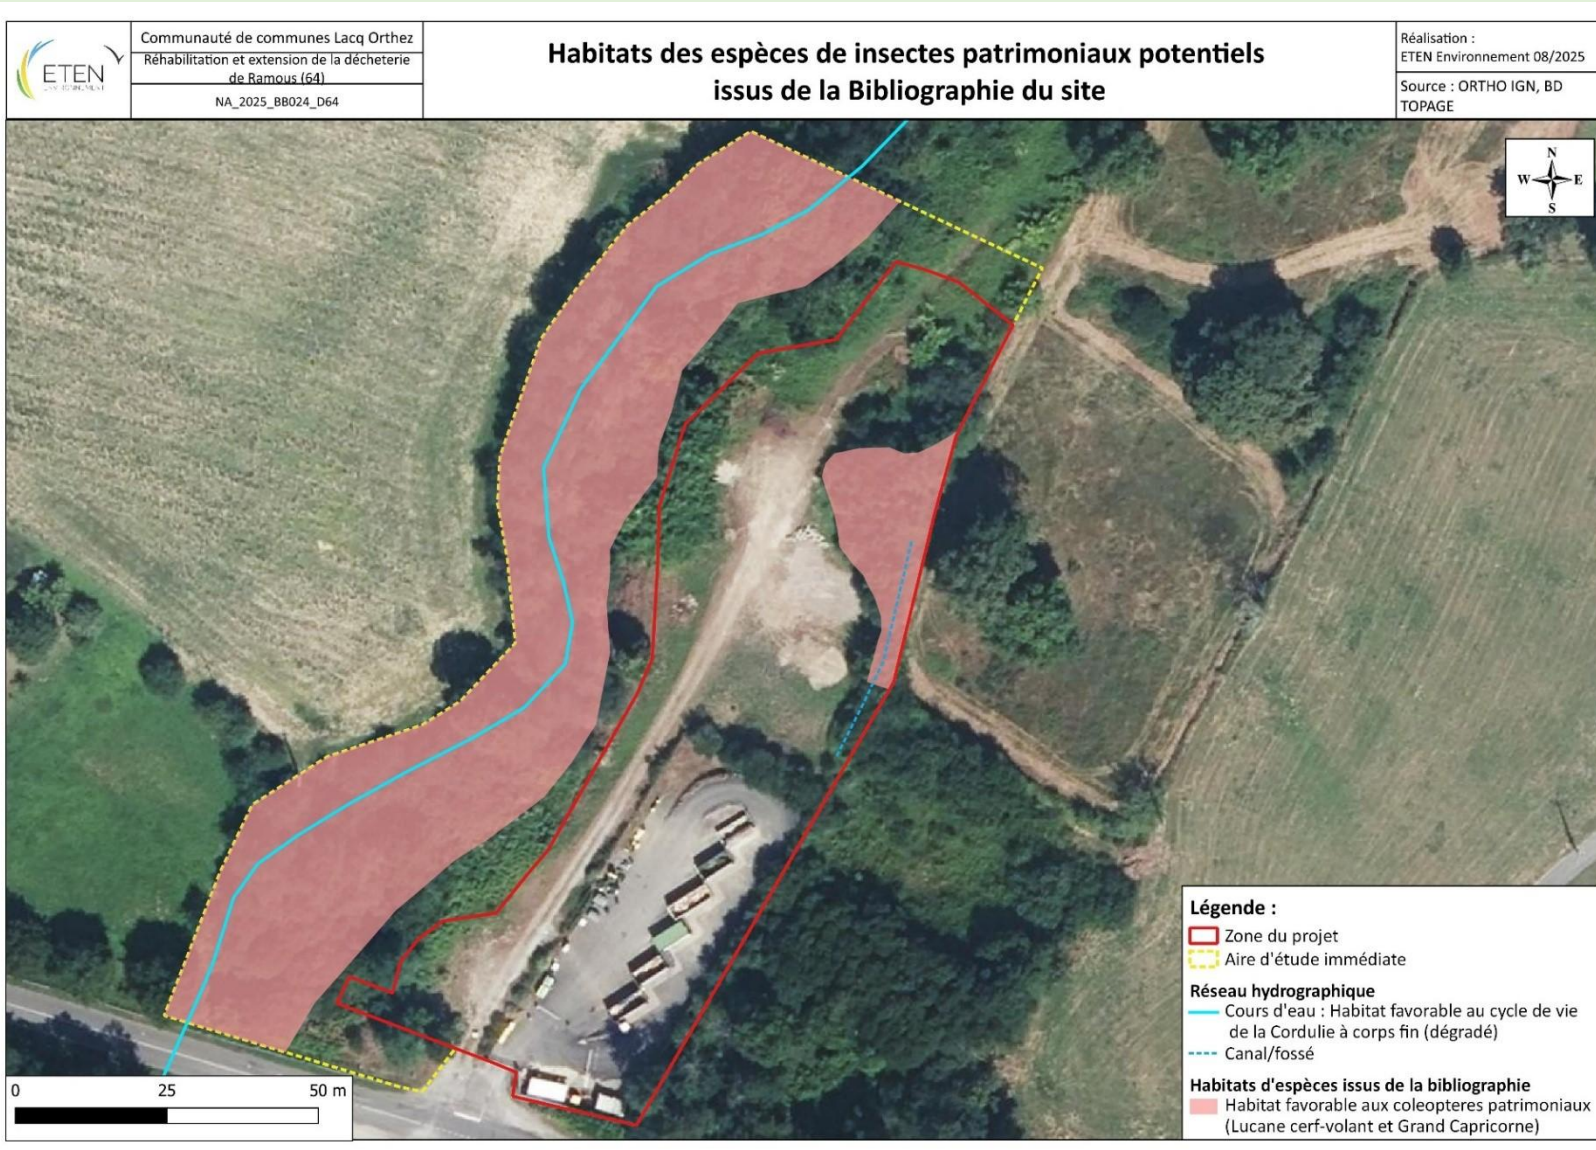 ETEN
ENVIRONNEMENT
Communauté de communes Lacq Orthez
Réhabilitation et extension de la décheterie
de Ramous (64)
NA_2025_BB024_D64
Habitats des espèces de insectes patrimoniaux potentiels
issus de la Bibliographie du site
Réalisation :
ETEN Environnement 08/2025
Source : ORTHO IGN, BD
TOPAGE
N
W E
S
Légende :
Zone du projet
Aire d'étude immédiate
Réseau hydrographique
Cours d'eau : Habitat favorable au cycle de vie
de la Cordulie à corps fin (dégradé)
Canal/fossé
Habitats d'espèces issus de la bibliographie
Habitat favorable aux coleopteres patrimoniaux
(Lucane cerf-volant et Grand Capricorne)
0 25 50 m